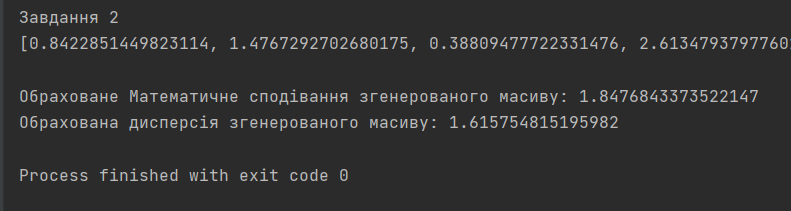 Завдання 2
[0.8422851449823114, 1.4767292702680175, 0.38809477722331476, 2.6134793797760
Обраховане Математичне сподівання згенерованого масиву: 1.8476843373522147
Обрахована дисперсія згенерованого масиву: 1.615754815195982
Process finished with exit code 0